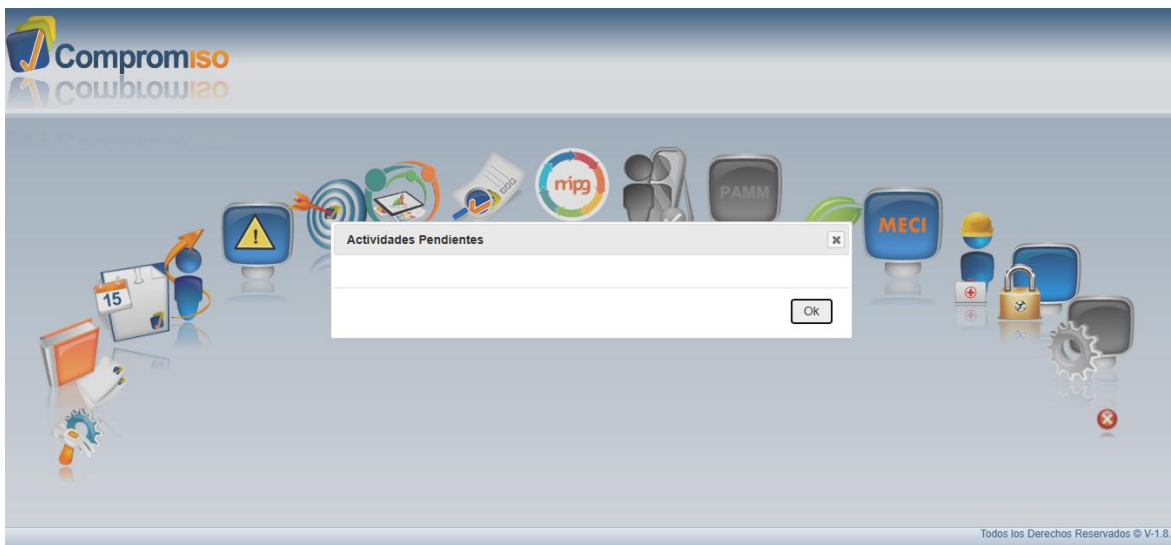 Compromiso
mipg
PAMM
MECI
Actividades Pendientes
15
Ok
Todos los Derechos Reservados © V-1.8